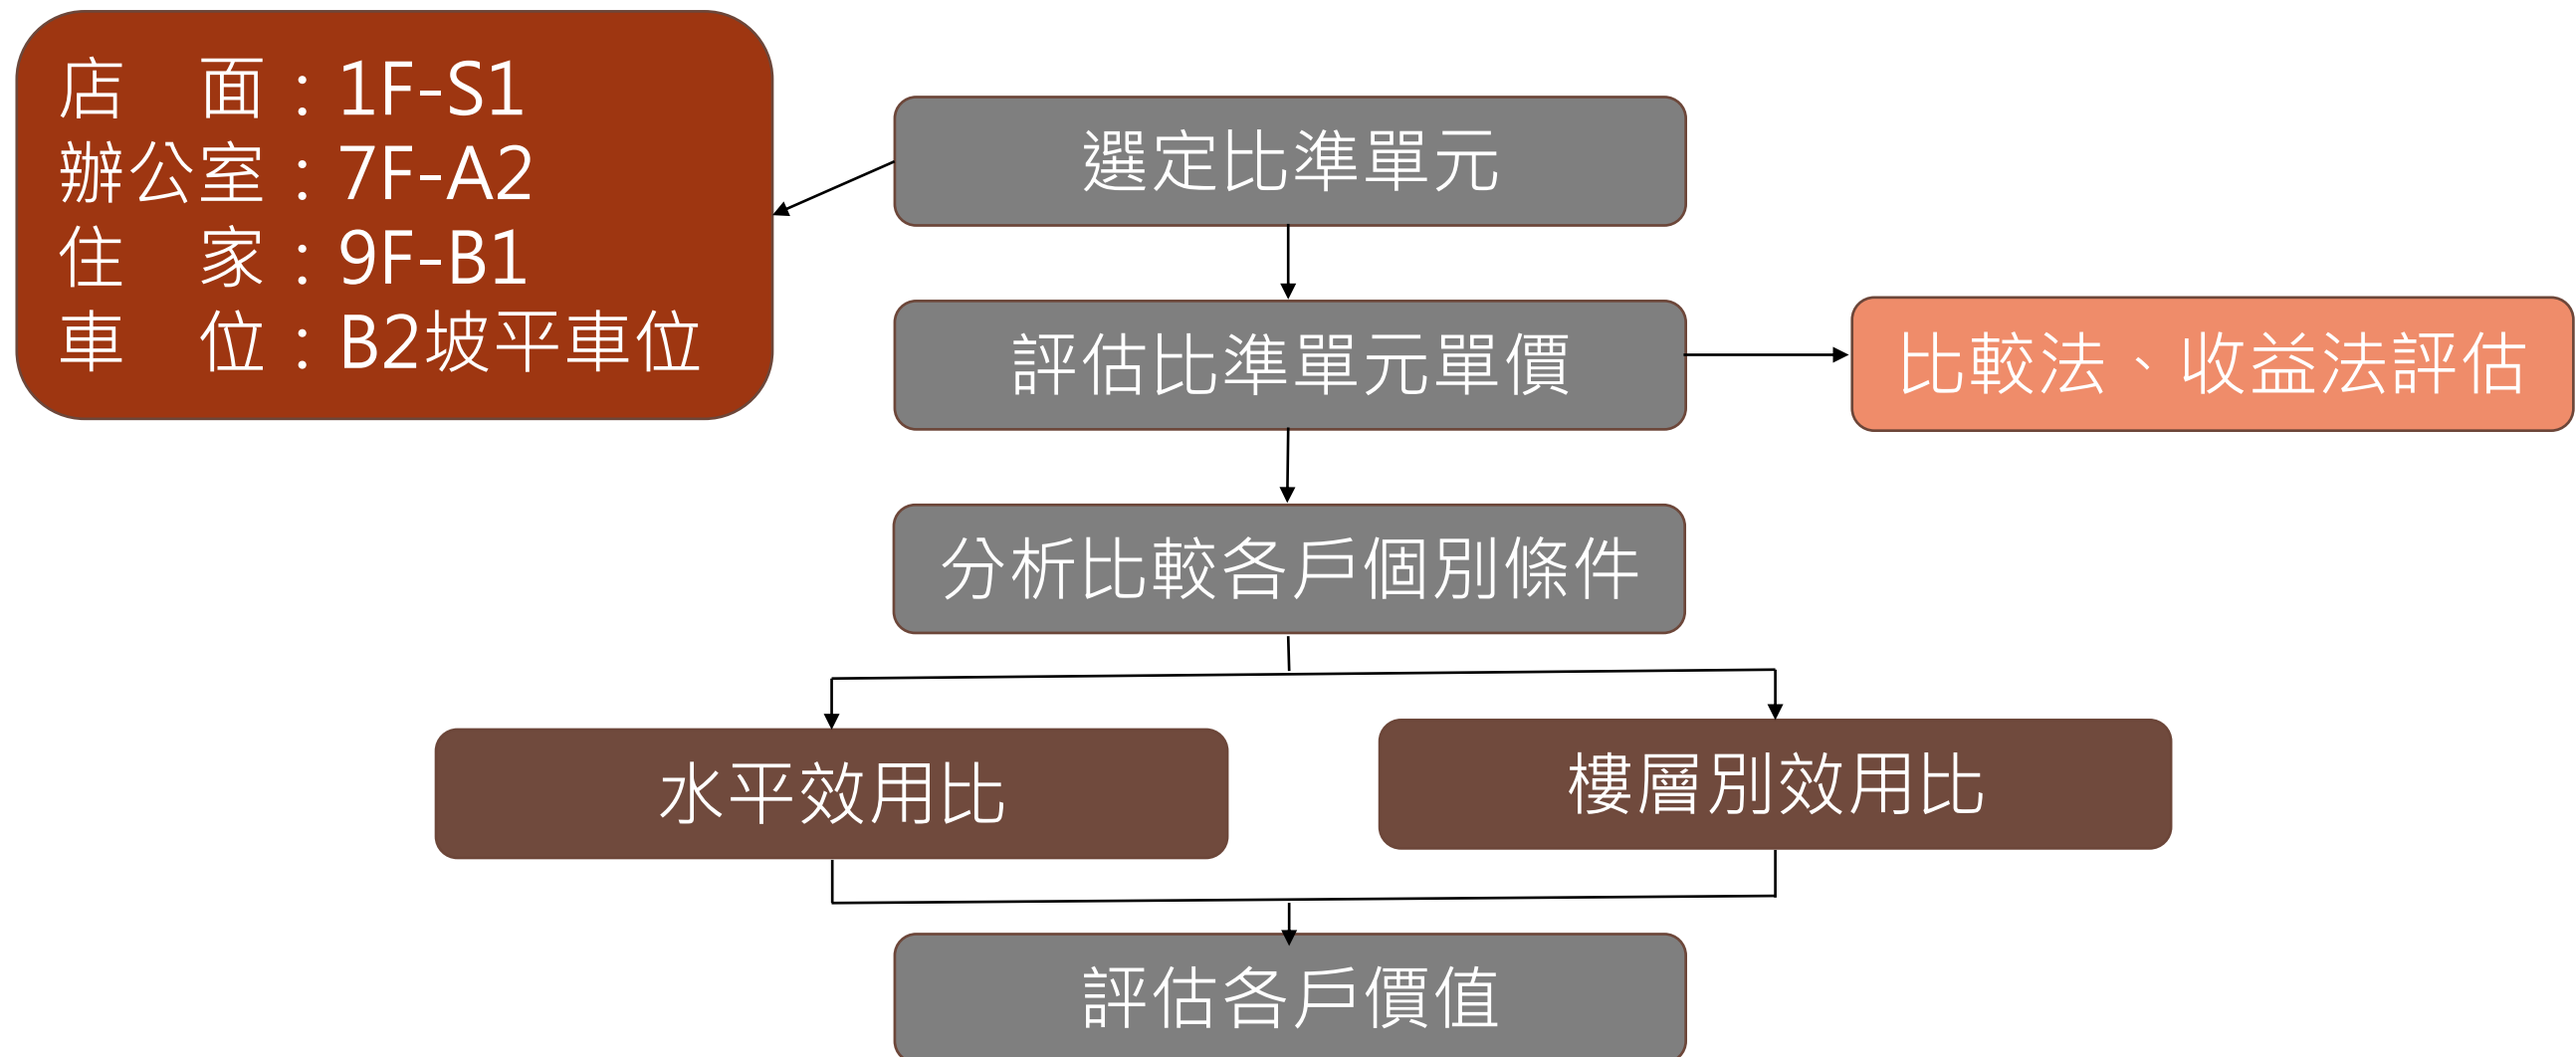 店　面：1F-S1
辦公室：7F-A2
住　家：9F-B1
車　位：B2坡平車位
選定比準單元
評估比準單元單價
比較法、收益法評估
分析比較各戶個別條件
水平效用比
樓層別效用比
評估各戶價值